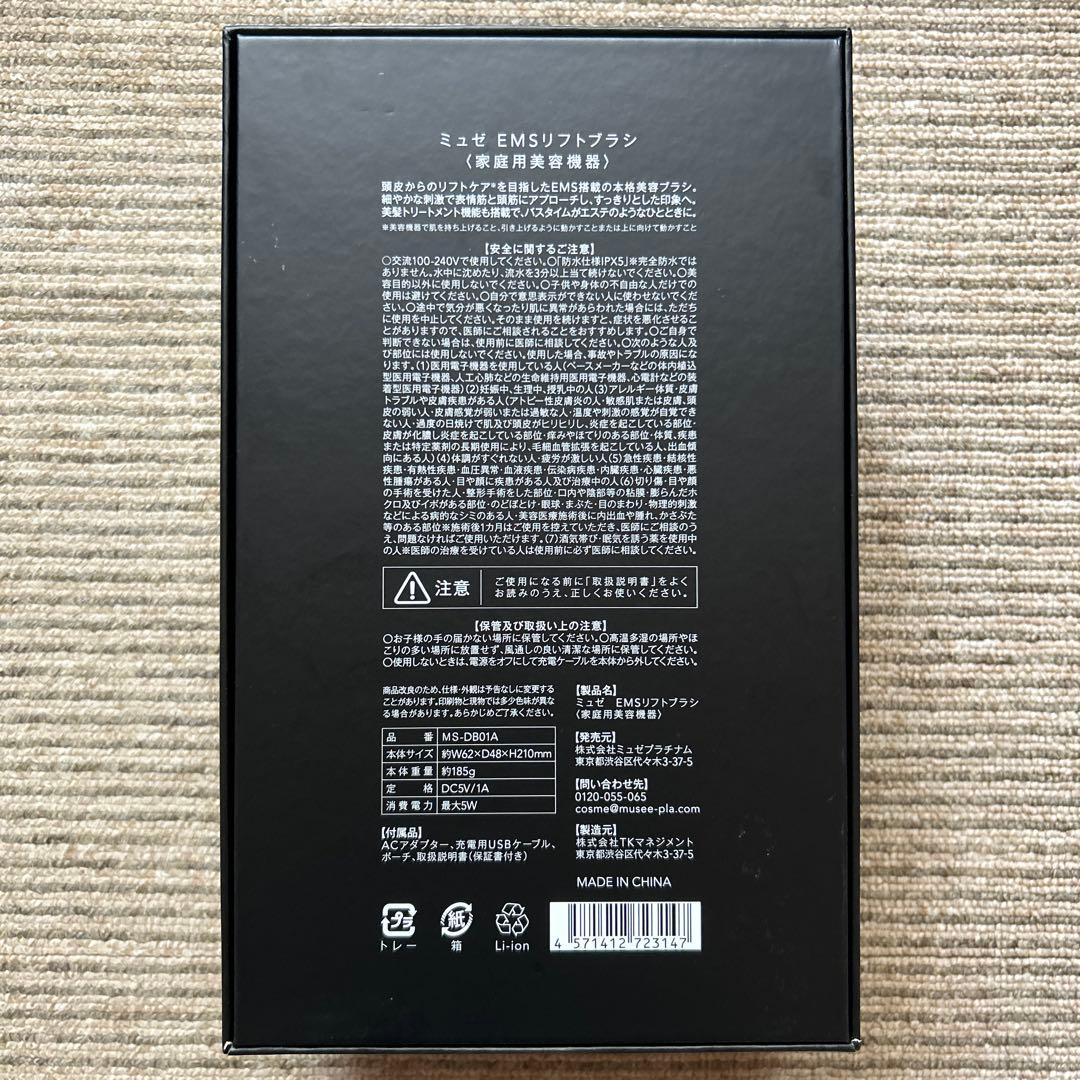 ミュゼ EMSリフトブラシ
〈家庭用美容機器〉
頭皮からのリフトケア※を目指したEMS搭載の本格美容ブラシ。
細やかな刺激で表情筋と頭筋にアプローチし、すっきりとした印象へ。
美髪トリートメント機能も搭載で、バスタイムがエステのようなひとときに。
※美容機器で肌を持ち上げること、引き上げるように動かすことまたは上に向けて動かすこと
【安全に関するご注意】
○交流100-240Vで使用してください。○「防水仕様IPX5」※完全防水では
ありません。水中に沈めたり、流水を3分以上当て続けないでください。○美
容目的以外に使用しないでください。○子供や身体の不自由な人だけでの
使用は避けてください。○自分で意思表示ができない人に使わせないでくだ
さい。○途中で気分が悪くなったり肌に異常があらわれた場合には、ただち
に使用を中止してください。そのまま使用を続けますと、症状を悪化させるこ
とがありますので、医師にご相談されることをおすすめします。○ご自身で
判断できない場合は、使用前に医師に相談してください。○次のような人及
び部位には使用しないでください。使用した場合、事故やトラブルの原因にな
ります。(1)医用電子機器を使用している人(ペースメーカーなどの体内植込
型医用電子機器、人工心肺などの生命維持用医用電子機器、心電計などの装
着型医用電子機器)(2)妊娠中、生理中、授乳中の人(3)アレルギー体質・皮膚
トラブルや皮膚疾患がある人(アトピー性皮膚炎の人・敏感肌または皮膚、頭
皮の弱い人・皮膚感覚が弱いまたは過敏な人・温度や刺激の感覚が自覚でき
ない人・過度の日焼けで肌及び頭皮がヒリヒリし、炎症を起こしている部位・
皮膚が化膿し炎症を起こしている部位・痒みやほてりのある部位・体質、疾患
または特定薬剤の長期使用により、毛細血管拡張を起こしている人、出血傾
向にある人)(4)体調がすぐれない人・疲労が激しい人(5)急性疾患・結核性
疾患・有熱性疾患・血圧異常・血液疾患・伝染病疾患・内臓疾患・心臓疾患・悪
性腫瘍がある人・目や顔に疾患がある人及び治療中の人(6)切り傷・目や顔
の手術を受けた人・整形手術をした部位・口内や陰部等の粘膜・膨らんだホ
クロ及びイボがある部位・のどぼとけ・眼球・まぶた・目のまわり・物理的刺激
などによる病的なシミのある人・美容医療施術後に内出血や腫れ、かさぶた
等のある部位※施術後1カ月はご使用を控えていただき、医師にご相談のう
え、問題なければご使用いただけます。(7)酒気帯び・眠気を誘う薬を使用中
の人※医師の治療を受けている人は使用前に必ず医師に相談してください。
注意
ご使用になる前に「取扱説明書」をよく
お読みのうえ、正しくお使いください。
【保管及び取扱い上の注意】
○お子様の手の届かない場所に保管してください。○高温多湿の場所やほ
こりの多い場所に放置せず、風通しの良い清潔な場所に保管してください。
○使用しないときは、電源をオフにして充電ケーブルを本体から外してください。
商品改良のため、仕様・外観は予告なしに変更する
ことがあります。印刷物と現物では多少色味が異な
る場合があります。あらかじめご了承ください。
品番 MS-DB01A
本体サイズ 約W62×D48×H210mm
本体重量 約185g
定格 DC5V/1A
消費電力 最大5W
【付属品】
ACアダプター、充電用USBケーブル、
ポーチ、取扱説明書(保証書付き)
【製品名】
ミュゼ EMSリフトブラシ
〈家庭用美容機器〉
【発売元】
株式会社ミュゼプラチナム
東京都渋谷区代々木3-37-5
【問い合わせ先】
0120-055-065
cosme@musee-pla.com
【製造元】
株式会社TKマネジメント
東京都渋谷区代々木3-37-5
MADE IN CHINA
プラ
トレー
紙
箱
Li-ion
4 571412 723147